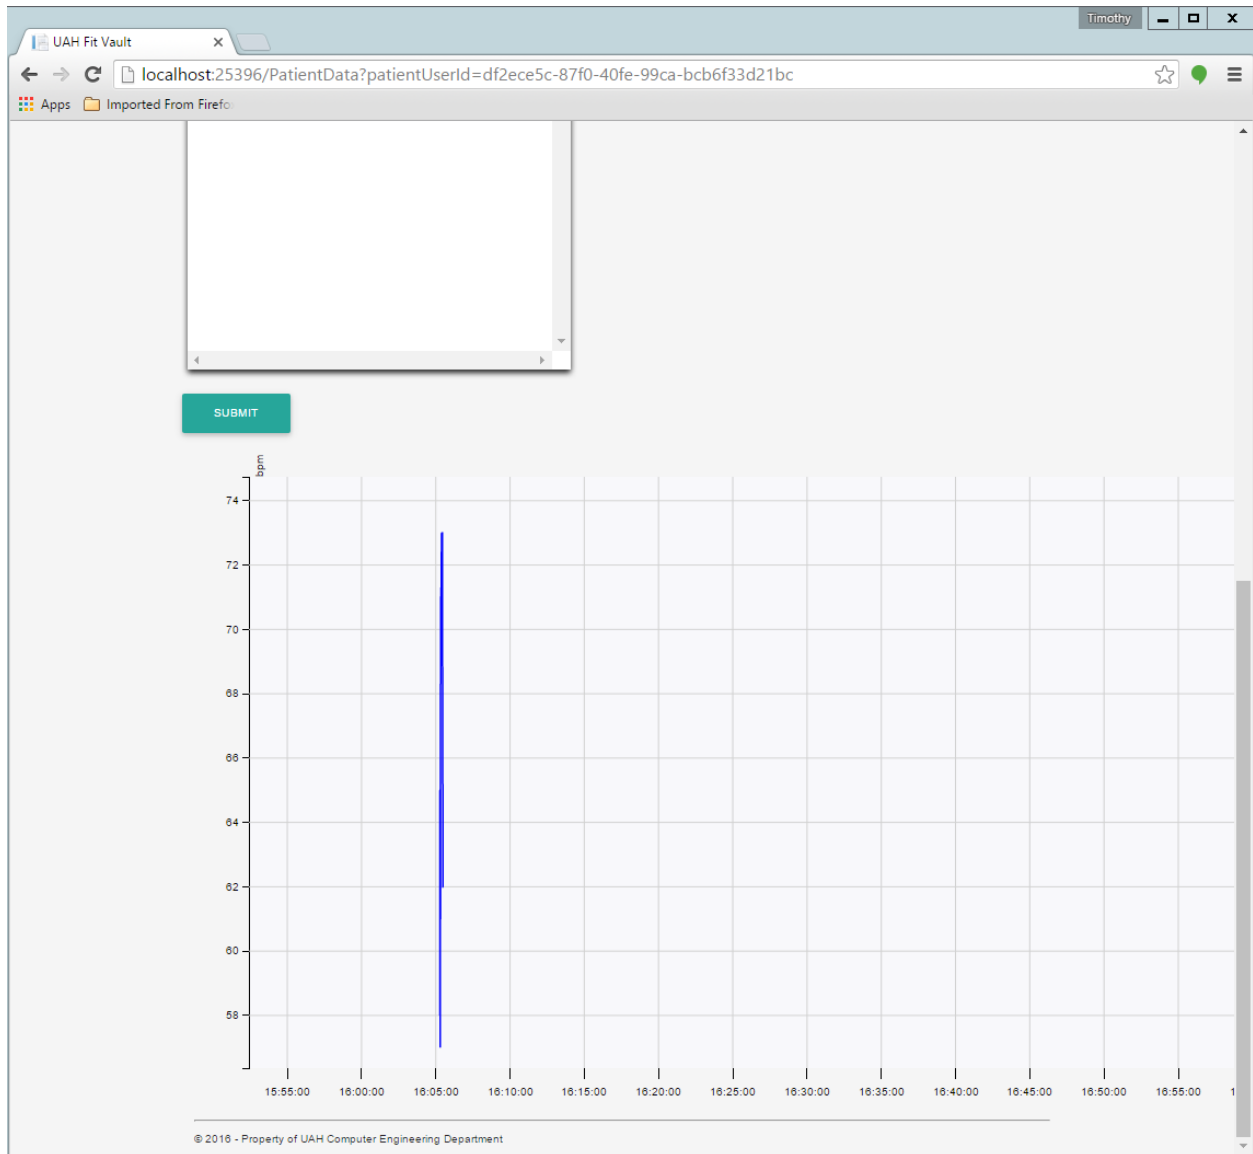 Timothy
UAH Fit Vault
localhost:25396/PatientData?patientUserId=df2ece5c-87f0-40fe-99ca-bcb6f33d21bc
Apps Imported From Firefo
SUBMIT
bpm
74
72
70
68
66
64
62
60
58
15:55:00 16:00:00 16:05:00 16:10:00 16:15:00 16:20:00 16:25:00 16:30:00 16:35:00 16:40:00 16:45:00 16:50:00 16:55:00 1
© 2016 - Property of UAH Computer Engineering Department